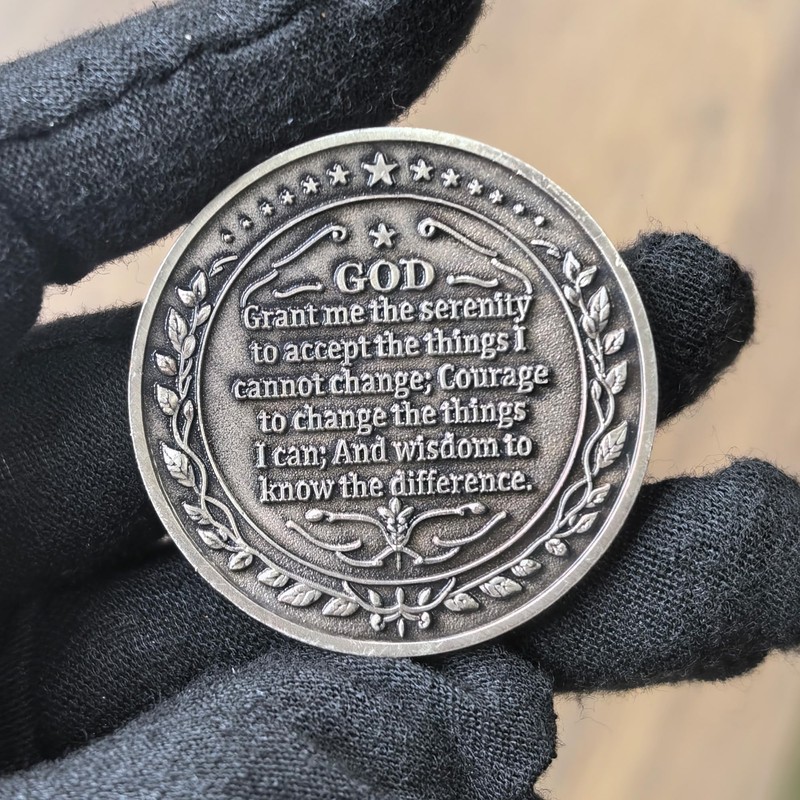 GOD
Grant me the serenity
to accept the things I
cannot change; Courage
to change the things
I can; And wisdom to
know the difference.